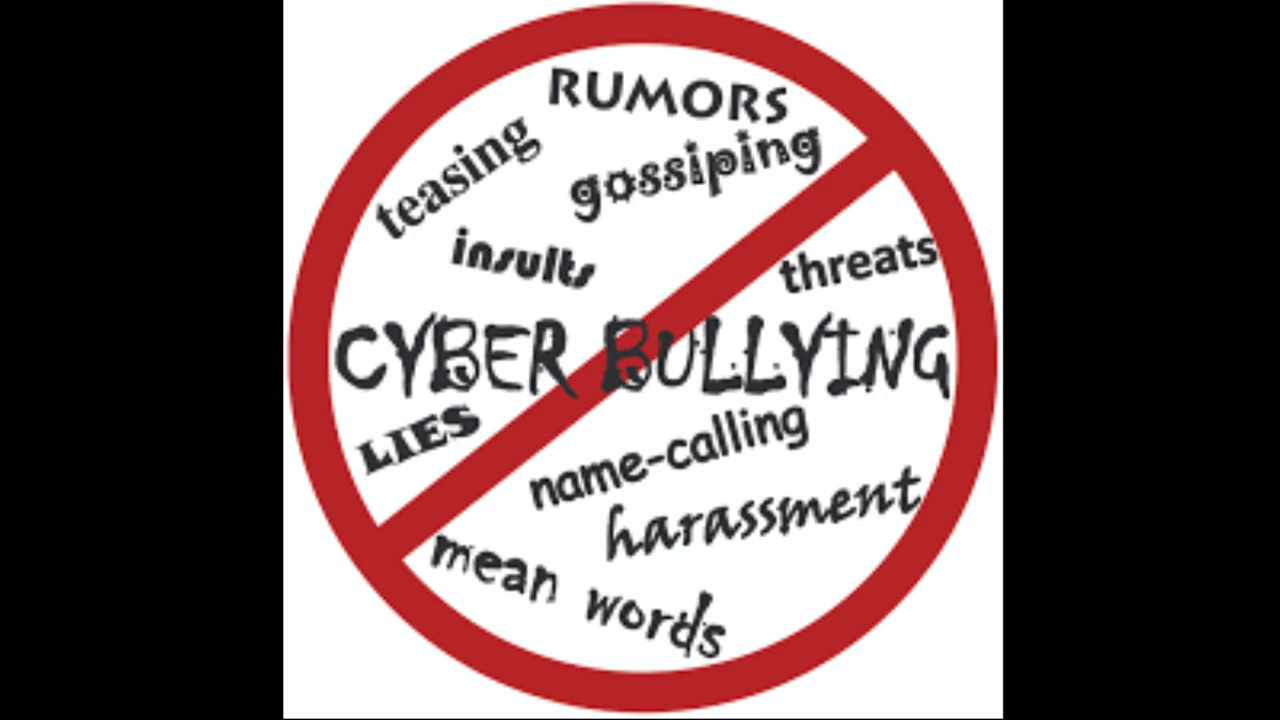 RUMORS
teasing
gossiping
insults
threats
CYBER BULLYING
LIES
name-calling
harassment
mean words